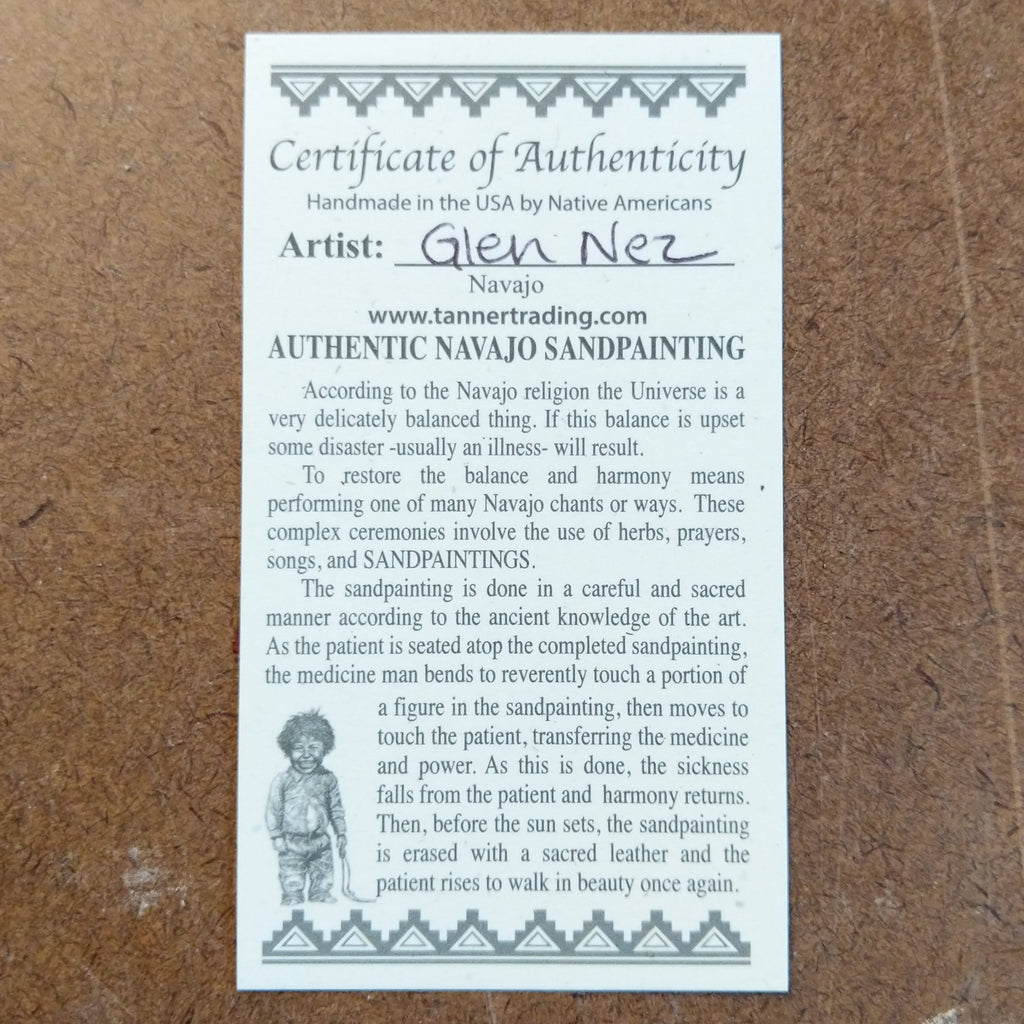 Certificate of Authenticity
Handmade in the USA by Native Americans
Artist: Glen Nez
Navajo
www.tannertrading.com
AUTHENTIC NAVAJO SANDPAINTING
According to the Navajo religion the Universe is a
very delicately balanced thing. If this balance is upset
some disaster -usually an illness- will result.
To restore the balance and harmony means
performing one of many Navajo chants or ways. These
complex ceremonies involve the use of herbs, prayers,
songs, and SANDPAINTINGS.
The sandpainting is done in a careful and sacred
manner according to the ancient knowledge of the art.
As the patient is seated atop the completed sandpainting,
the medicine man bends to reverently touch a portion of
a figure in the sandpainting, then moves to
touch the patient, transferring the medicine
and power. As this is done, the sickness
falls from the patient and harmony returns.
Then, before the sun sets, the sandpainting
is erased with a sacred leather and the
patient rises to walk in beauty once again.